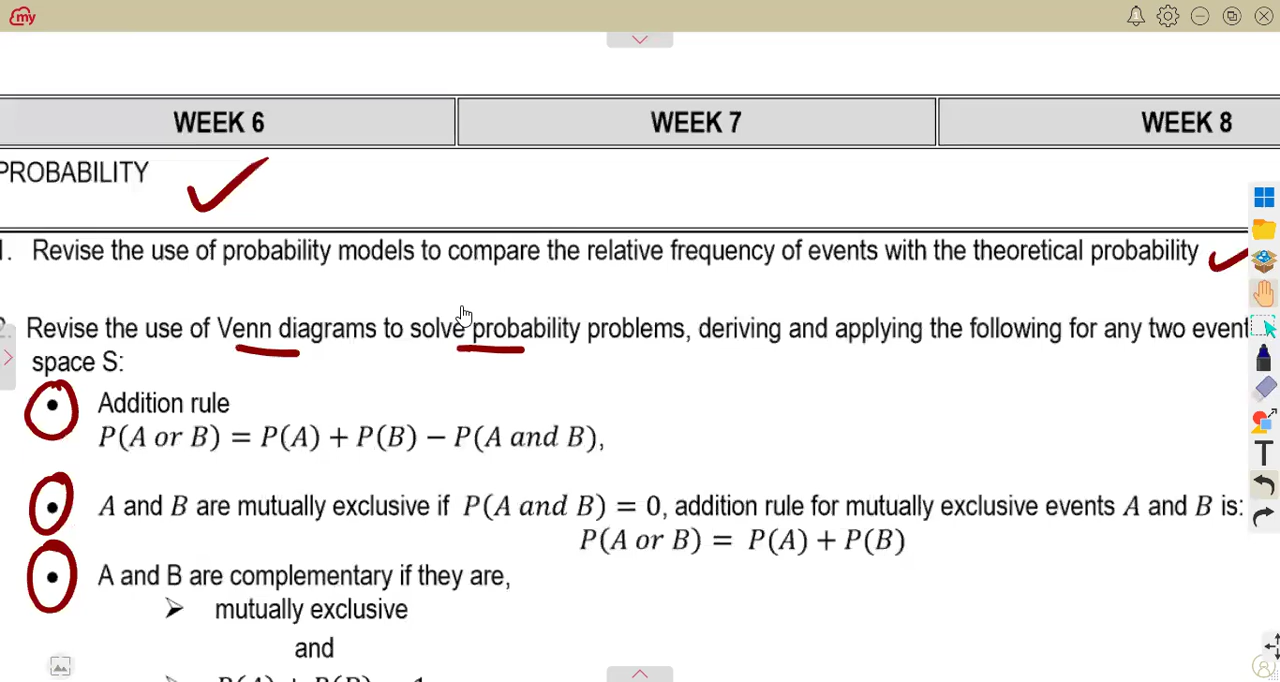 my
WEEK 6 WEEK 7 WEEK 8
PROBABILITY
1. Revise the use of probability models to compare the relative frequency of events with the theoretical probability
2. Revise the use of Venn diagrams to solve probability problems, deriving and applying the following for any two event
space S:
• Addition rule
P(A or B) = P(A) + P(B) − P(A and B),
• A and B are mutually exclusive if P(A and B) = 0, addition rule for mutually exclusive events A and B is:
P(A or B) = P(A) + P(B)
• A and B are complementary if they are,
➢ mutually exclusive
and
➢ P(A) + P(B) = 1